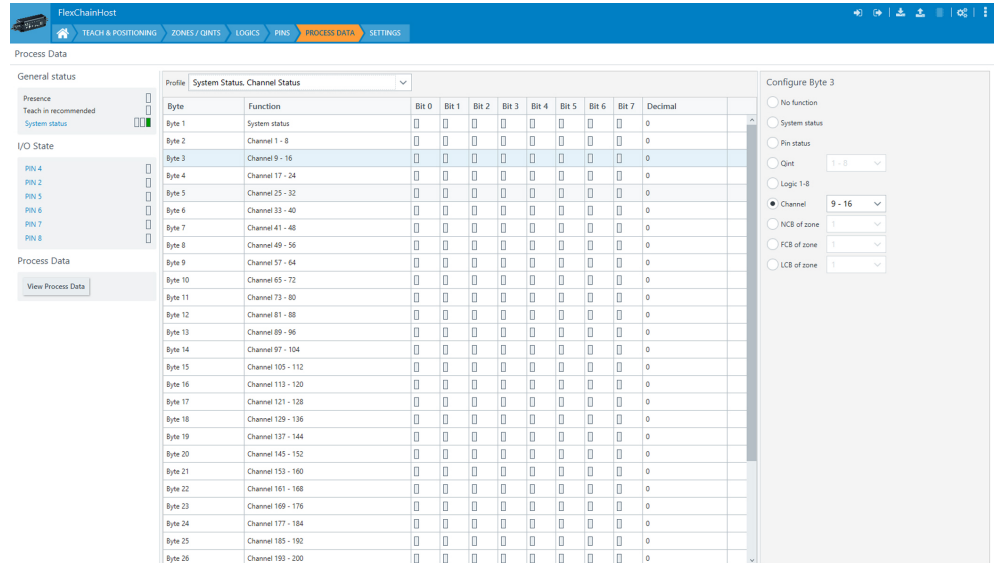 FlexChainHost
TEACH & POSITIONING ZONES / QINTS LOGICS PINS PROCESS DATA SETTINGS
Process Data
General status
Presence
Teach in recommended
System status
I/O State
PIN 4
PIN 2
PIN 5
PIN 6
PIN 7
PIN 8
Process Data
View Process Data
Profile System Status, Channel Status
Byte Function Bit 0 Bit 1 Bit 2 Bit 3 Bit 4 Bit 5 Bit 6 Bit 7 Decimal
Byte 1 System status 0
Byte 2 Channel 1 - 8 0
Byte 3 Channel 9 - 16 0
Byte 4 Channel 17 - 24 0
Byte 5 Channel 25 - 32 0
Byte 6 Channel 33 - 40 0
Byte 7 Channel 41 - 48 0
Byte 8 Channel 49 - 56 0
Byte 9 Channel 57 - 64 0
Byte 10 Channel 65 - 72 0
Byte 11 Channel 73 - 80 0
Byte 12 Channel 81 - 88 0
Byte 13 Channel 89 - 96 0
Byte 14 Channel 97 - 104 0
Byte 15 Channel 105 - 112 0
Byte 16 Channel 113 - 120 0
Byte 17 Channel 121 - 128 0
Byte 18 Channel 129 - 136 0
Byte 19 Channel 137 - 144 0
Byte 20 Channel 145 - 152 0
Byte 21 Channel 153 - 160 0
Byte 22 Channel 161 - 168 0
Byte 23 Channel 169 - 176 0
Byte 24 Channel 177 - 184 0
Byte 25 Channel 185 - 192 0
Byte 26 Channel 193 - 200 0
Configure Byte 3
No function
System status
Pin status
Qint 1 - 8
Logic 1-8
Channel 9 - 16
NCB of zone 1
FCB of zone 1
LCB of zone 1